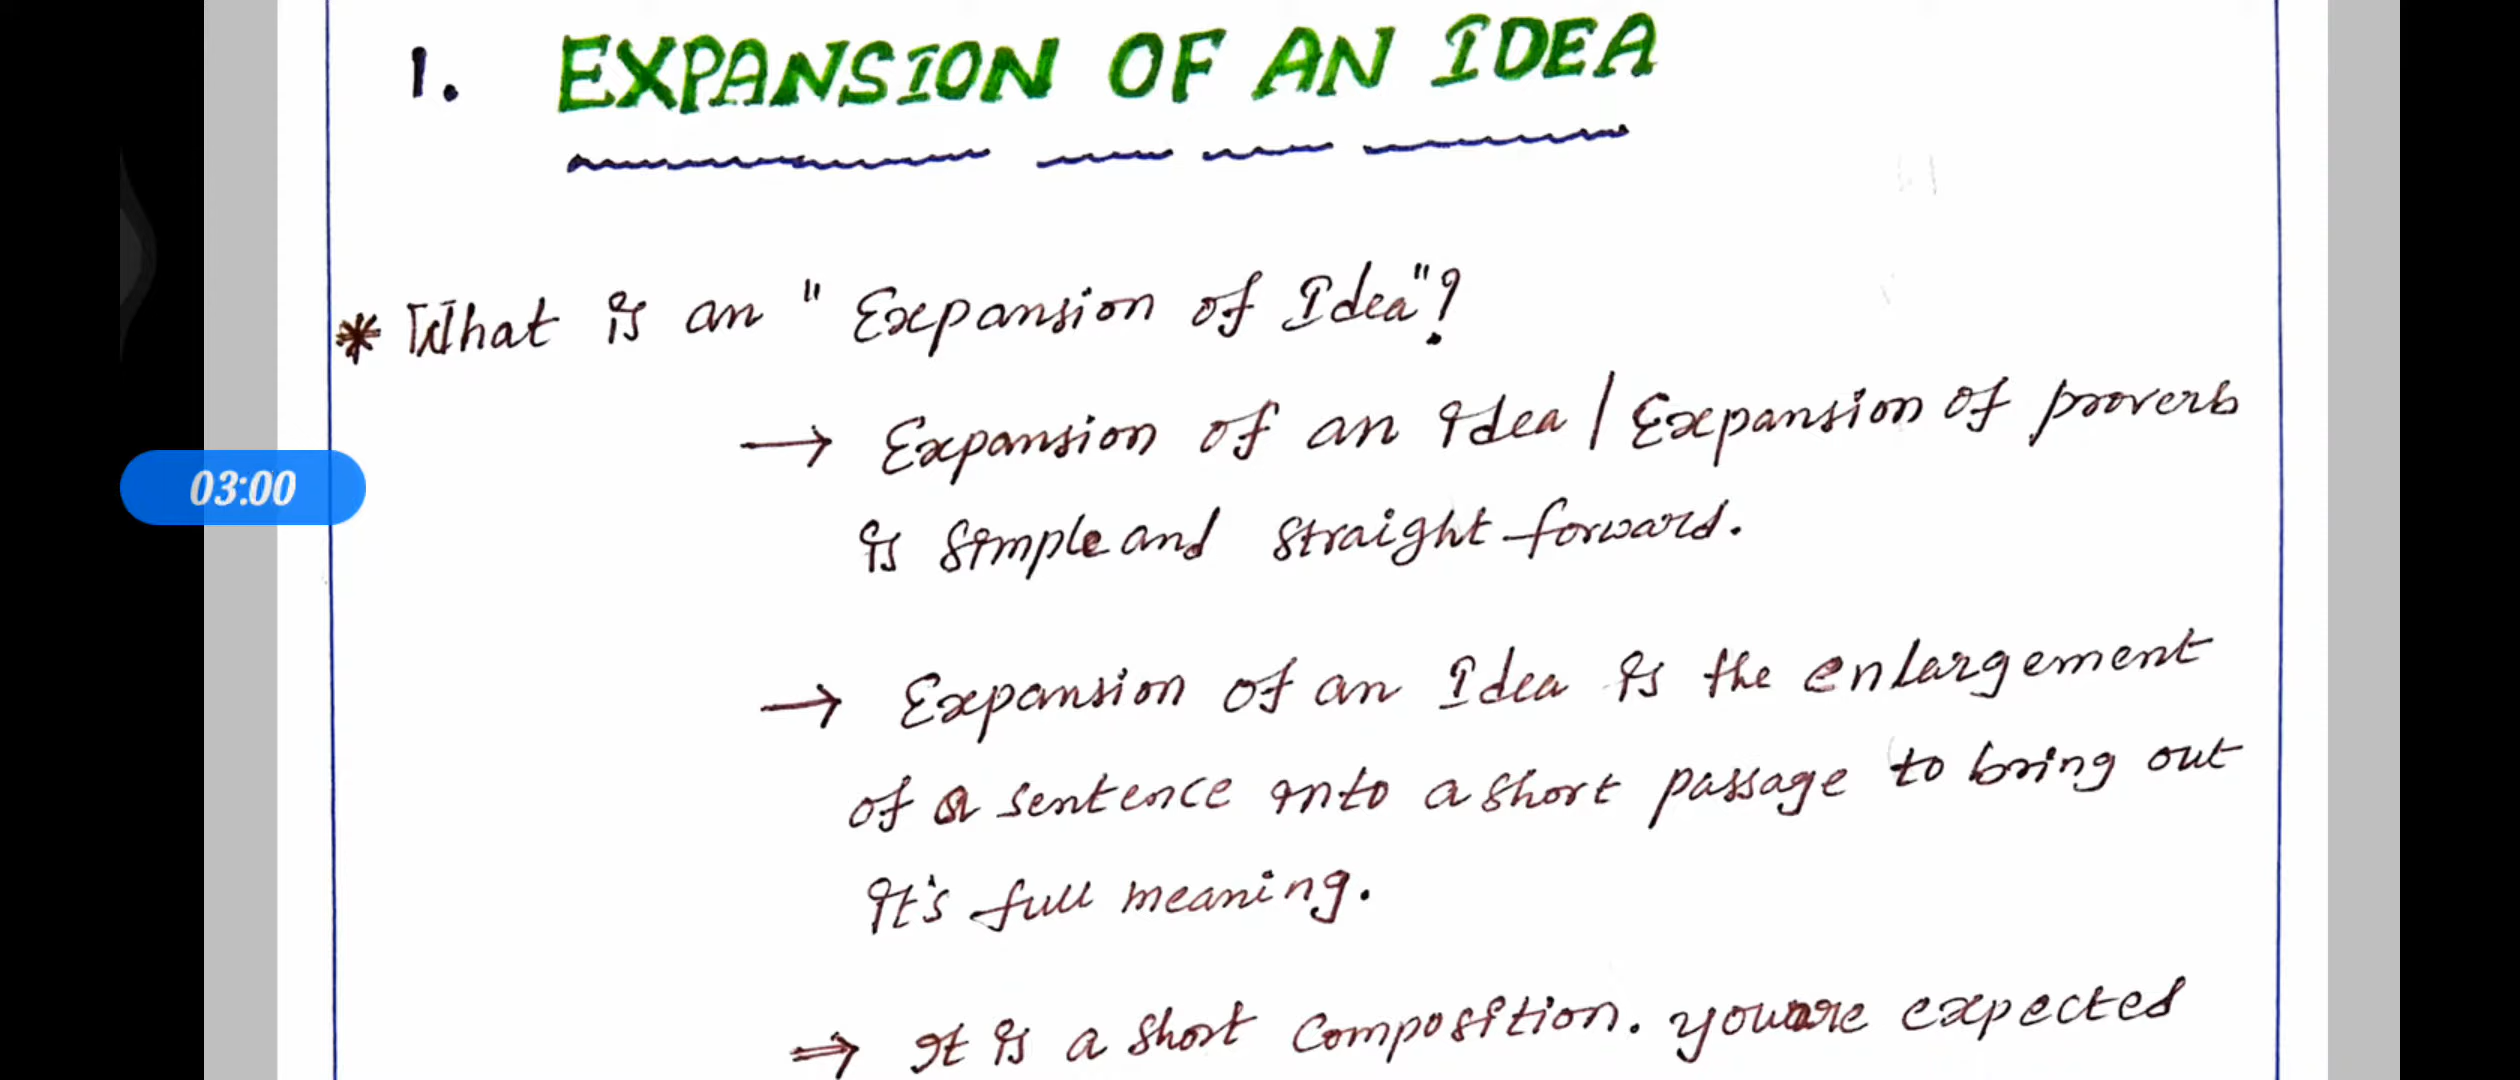 1. EXPANSION OF AN IDEA
* What is an "Expansion of Idea"?
→ Expansion of an Idea / Expansion of proverb
is simple and straight forward.
03:00
→ Expansion of an Idea is the enlargement
of a sentence into a short passage to bring out
It's full meaning.
⇒ It is a short Composition. you are expected